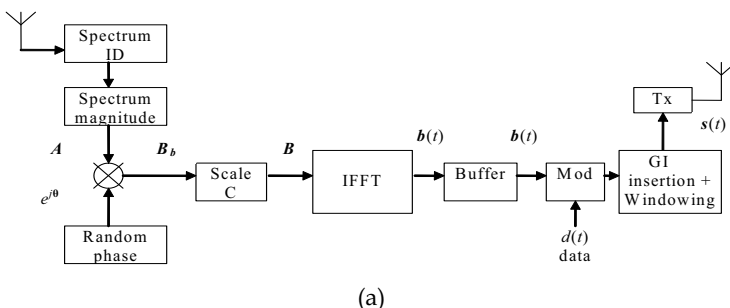 Spectrum
ID
Spectrum
magnitude
A
B_b
e^{jθ}
Random
phase
Scale
C
B
IFFT
b(t)
Buffer
b(t)
Mod
d(t)
data
GI
insertion +
Windowing
Tx
s(t)
(a)